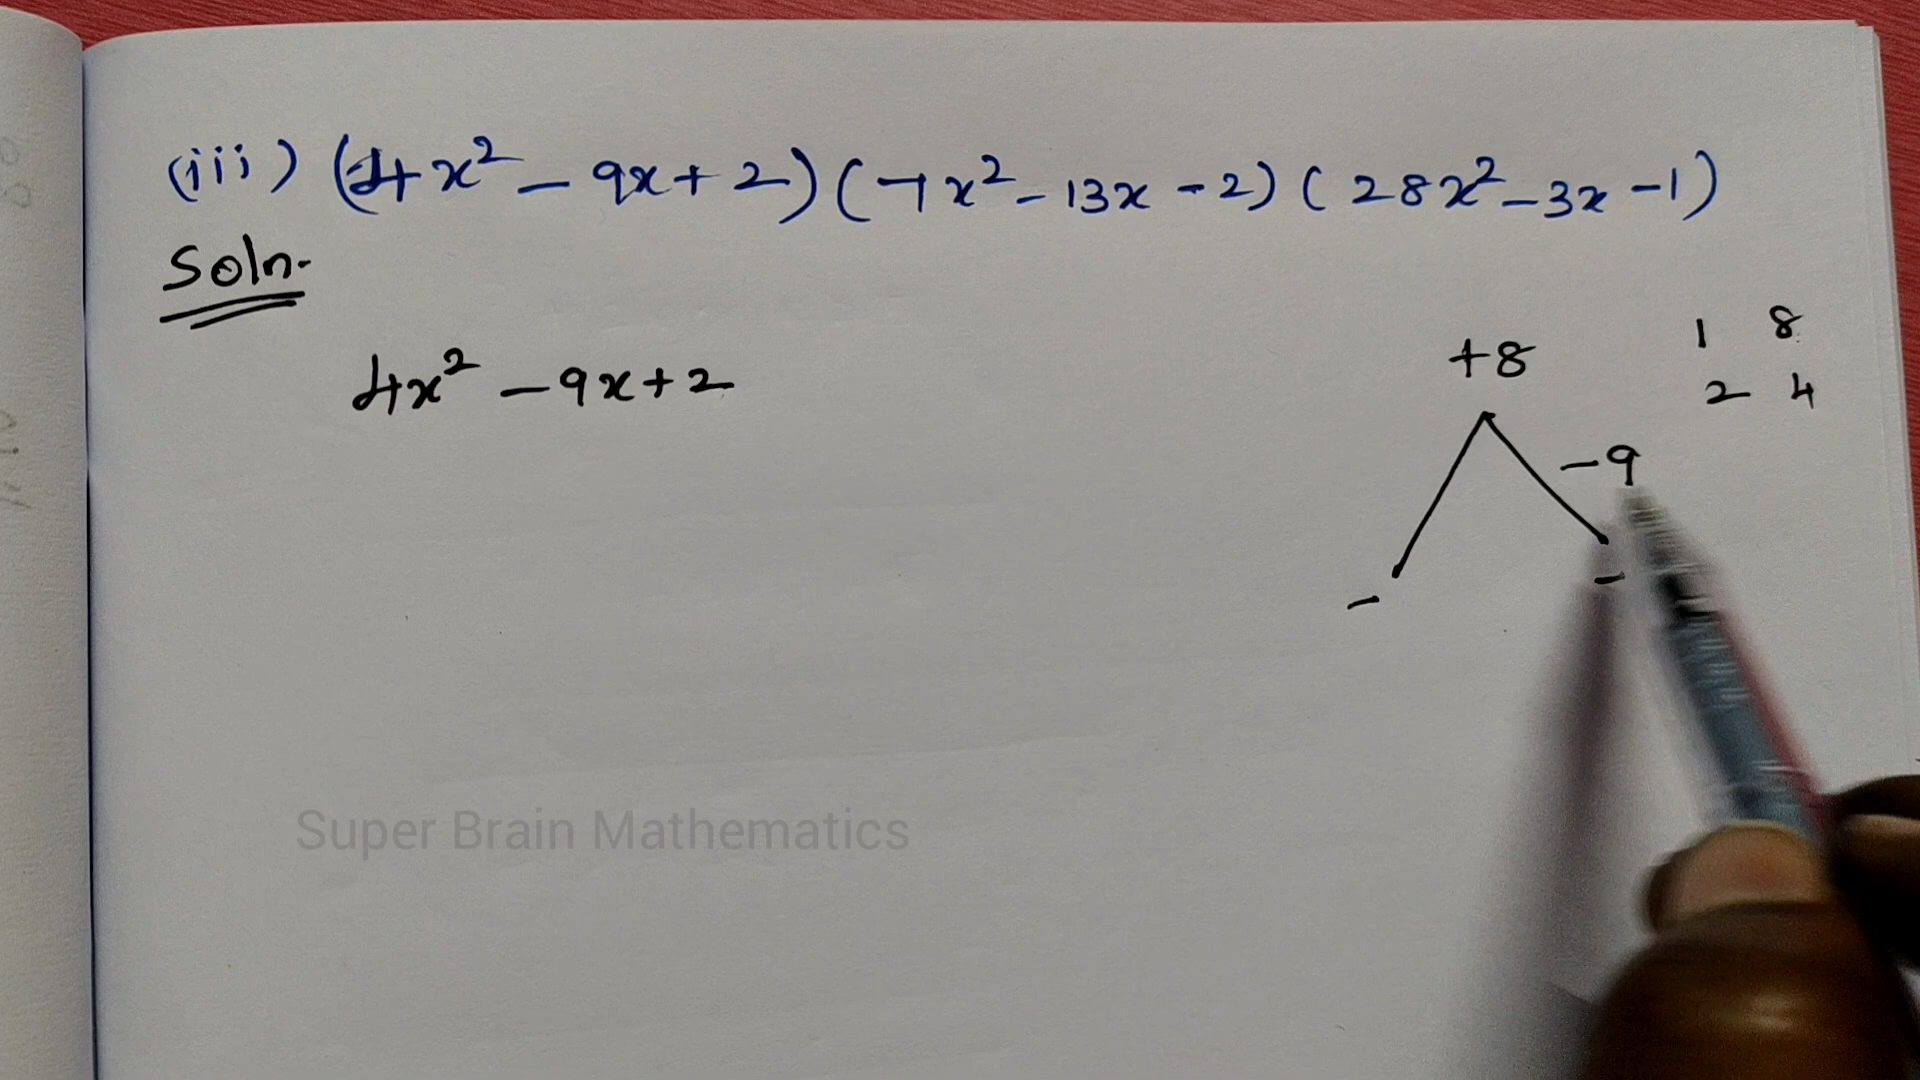 (iii) (4x² - 9x + 2) (7x² - 13x - 2) (28x² - 3x - 1)
Soln.
4x² - 9x + 2
+8
1 8
2 4
-9
- -
Super Brain Mathematics